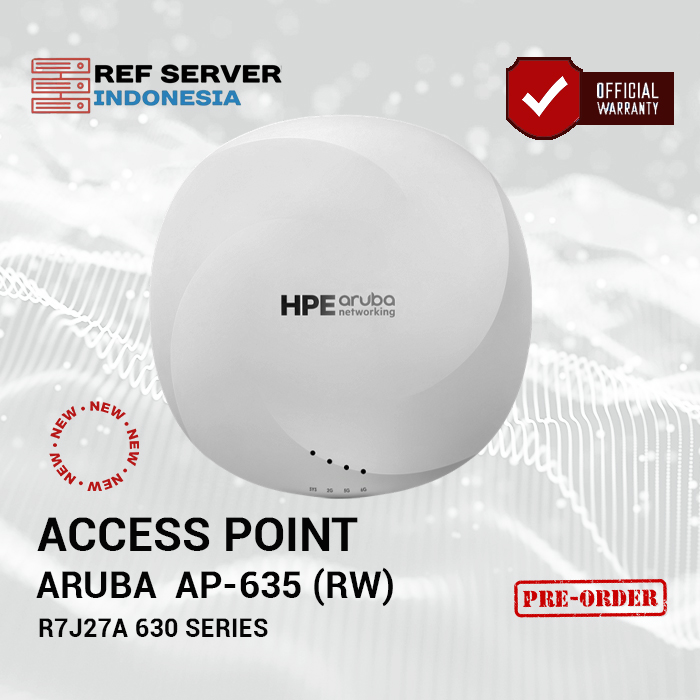 REF SERVER
INDONESIA
OFFICIAL
WARRANTY
HPE aruba
networking
NEW • NEW • NEW • NEW • NEW •
ACCESS POINT
ARUBA AP-635 (RW)
R7J27A 630 SERIES
PRE-ORDER